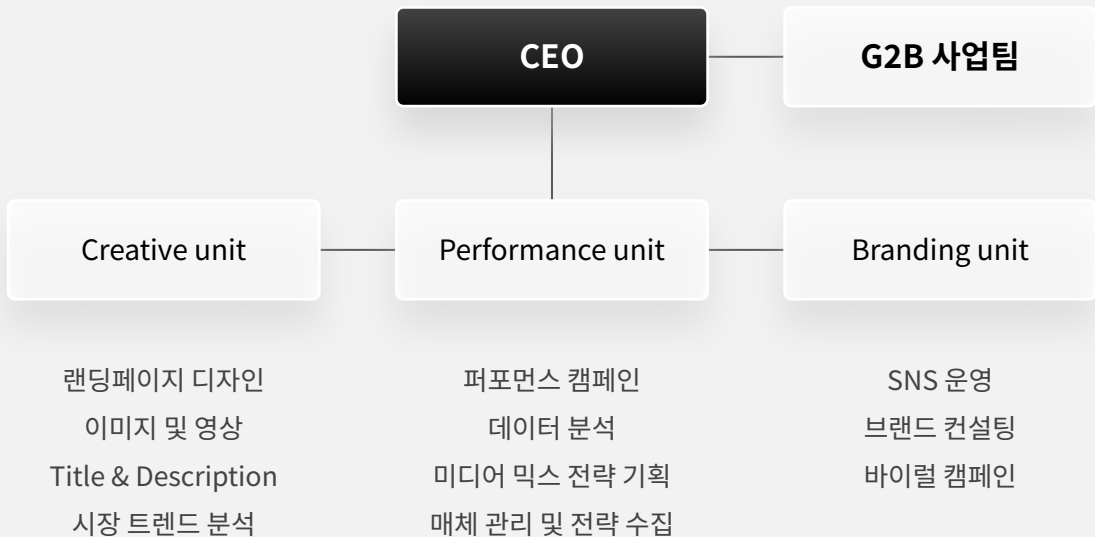 CEO
G2B 사업팀
Creative unit
Performance unit
Branding unit
랜딩페이지 디자인
이미지 및 영상
Title & Description
시장 트렌드 분석
퍼포먼스 캠페인
데이터 분석
미디어 믹스 전략 기획
매체 관리 및 전략 수집
SNS 운영
브랜드 컨설팅
바이럴 캠페인